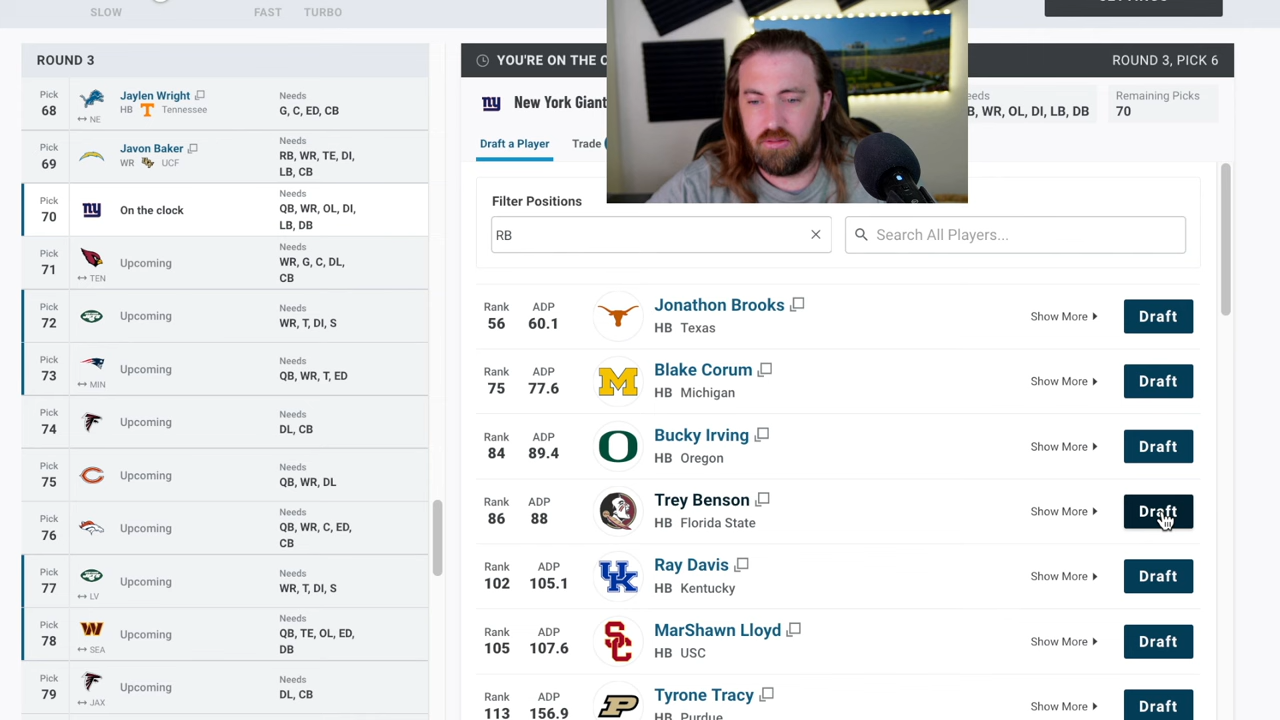 SLOW
FAST
TURBO
ROUND 3
Pick
68
Jaylen Wright
HB
Tennessee
↔ NE
Needs
G, C, ED, CB
Pick
69
Javon Baker
WR
UCF
Needs
RB, WR, TE, DI,
LB, CB
Pick
70
On the clock
Needs
QB, WR, OL, DI,
LB, DB
Pick
71
↔ TEN
Upcoming
Needs
WR, G, C, DL,
CB
Pick
72
Upcoming
Needs
WR, T, DI, S
Pick
73
↔ MIN
Upcoming
Needs
QB, WR, T, ED
Pick
74
Upcoming
Needs
DL, CB
Pick
75
Upcoming
Needs
QB, WR, DL
Pick
76
Upcoming
Needs
QB, WR, C, ED,
CB
Pick
77
↔ LV
Upcoming
Needs
WR, T, DI, S
Pick
78
↔ SEA
Upcoming
Needs
QB, TE, OL, ED,
DB
Pick
79
↔ JAX
Upcoming
Needs
DL, CB
YOU'RE ON THE C
ROUND 3, PICK 6
ny
New York Giant
eeds
B, WR, OL, DI, LB, DB
Remaining Picks
70
Draft a Player
Trade
Filter Positions
RB
Search All Players...
Rank
56
ADP
60.1
Jonathon Brooks
HB Texas
Show More
Draft
Rank
75
ADP
77.6
Blake Corum
HB Michigan
Show More
Draft
Rank
84
ADP
89.4
Bucky Irving
HB Oregon
Show More
Draft
Rank
86
ADP
88
Trey Benson
HB Florida State
Show More
Draft
Rank
102
ADP
105.1
Ray Davis
HB Kentucky
Show More
Draft
Rank
105
ADP
107.6
MarShawn Lloyd
HB USC
Show More
Draft
Rank
113
ADP
156.9
Tyrone Tracy
HB Purdue
Show More
Draft